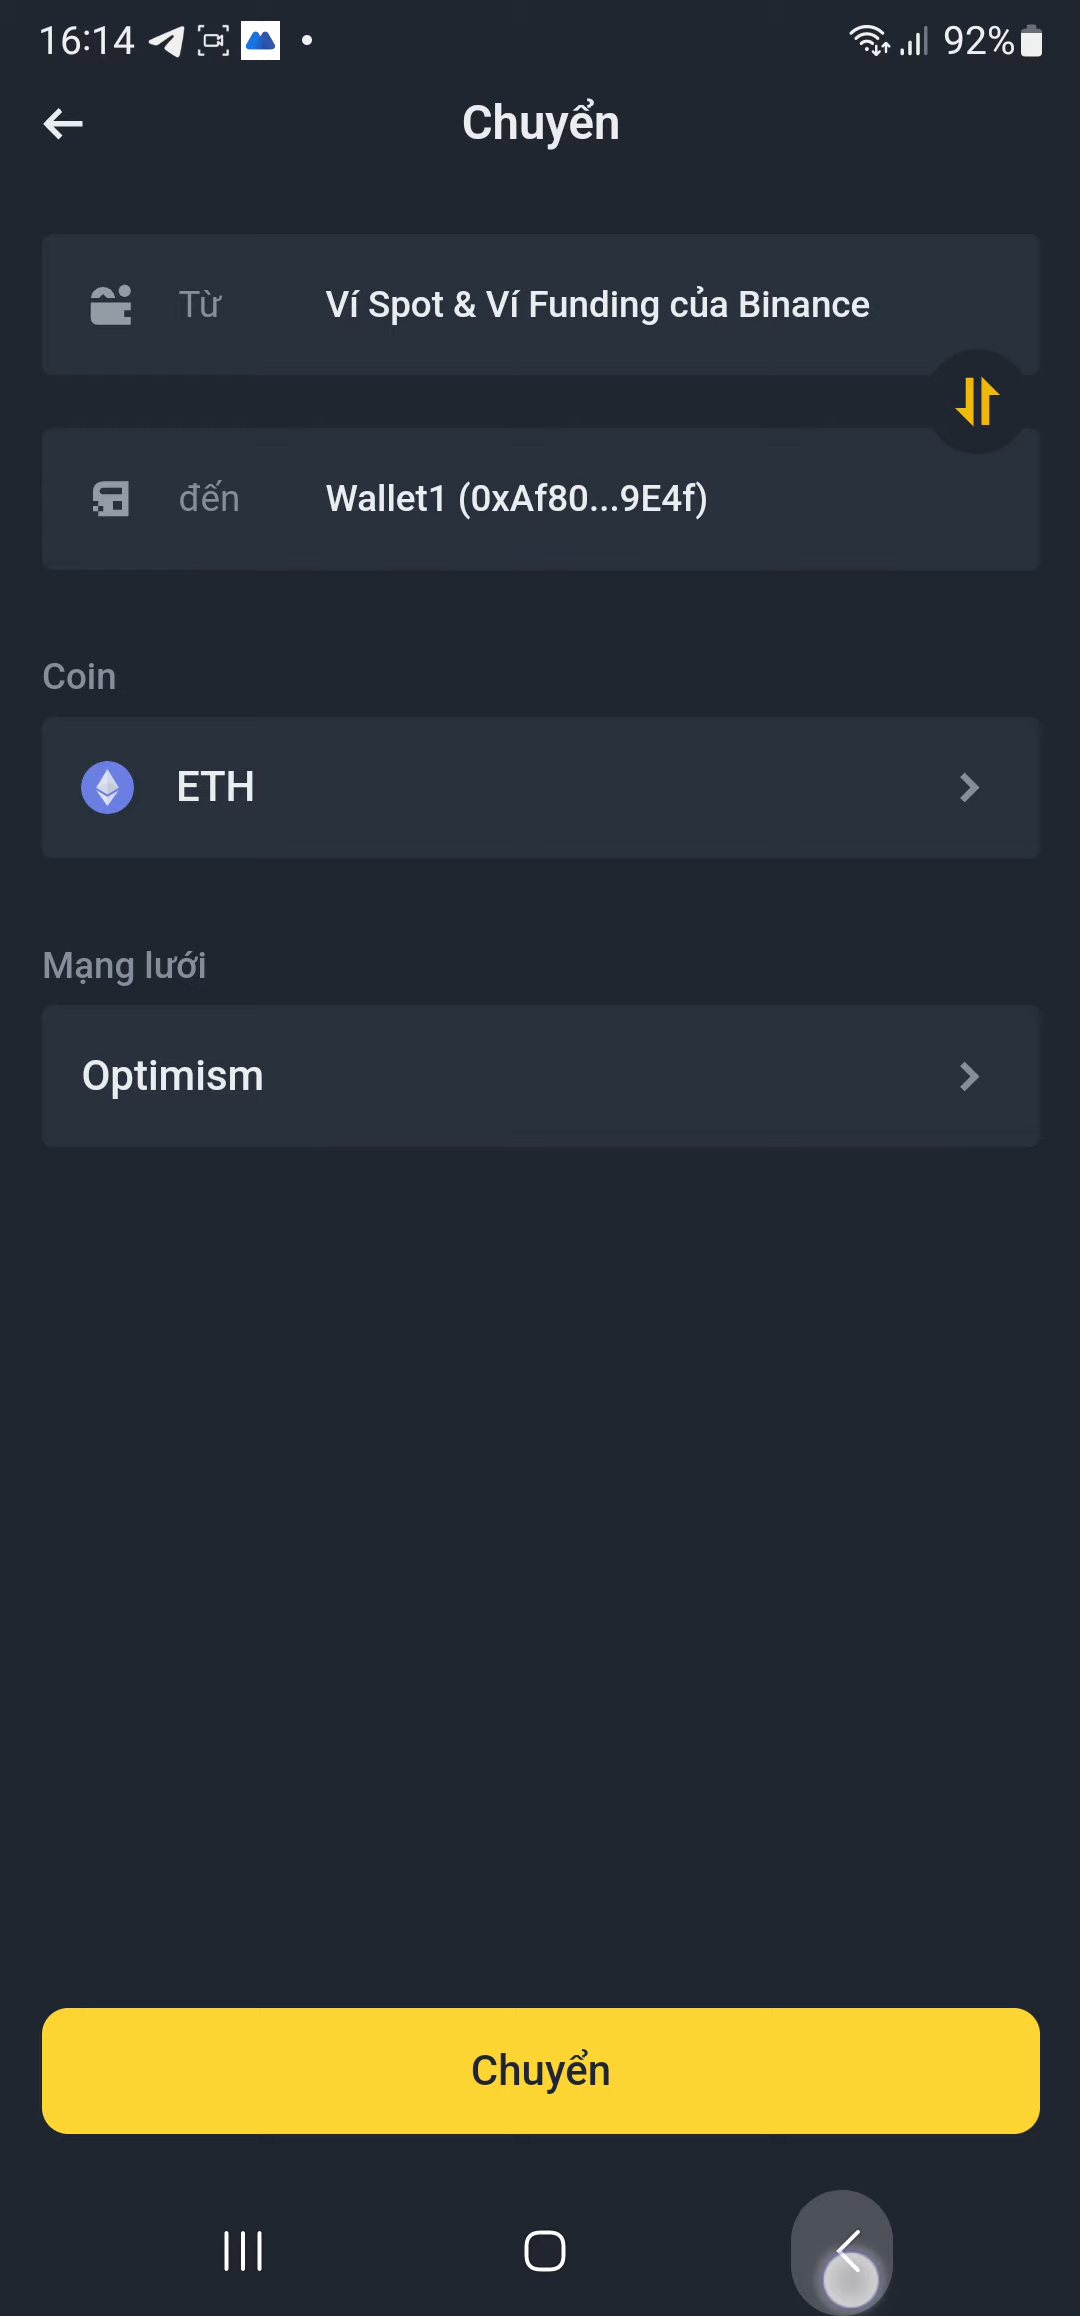 16:14
92%
Chuyển
Từ Ví Spot & Ví Funding của Binance
đến Wallet1 (0xAf80...9E4f)
Coin
ETH
Mạng lưới
Optimism
Chuyển